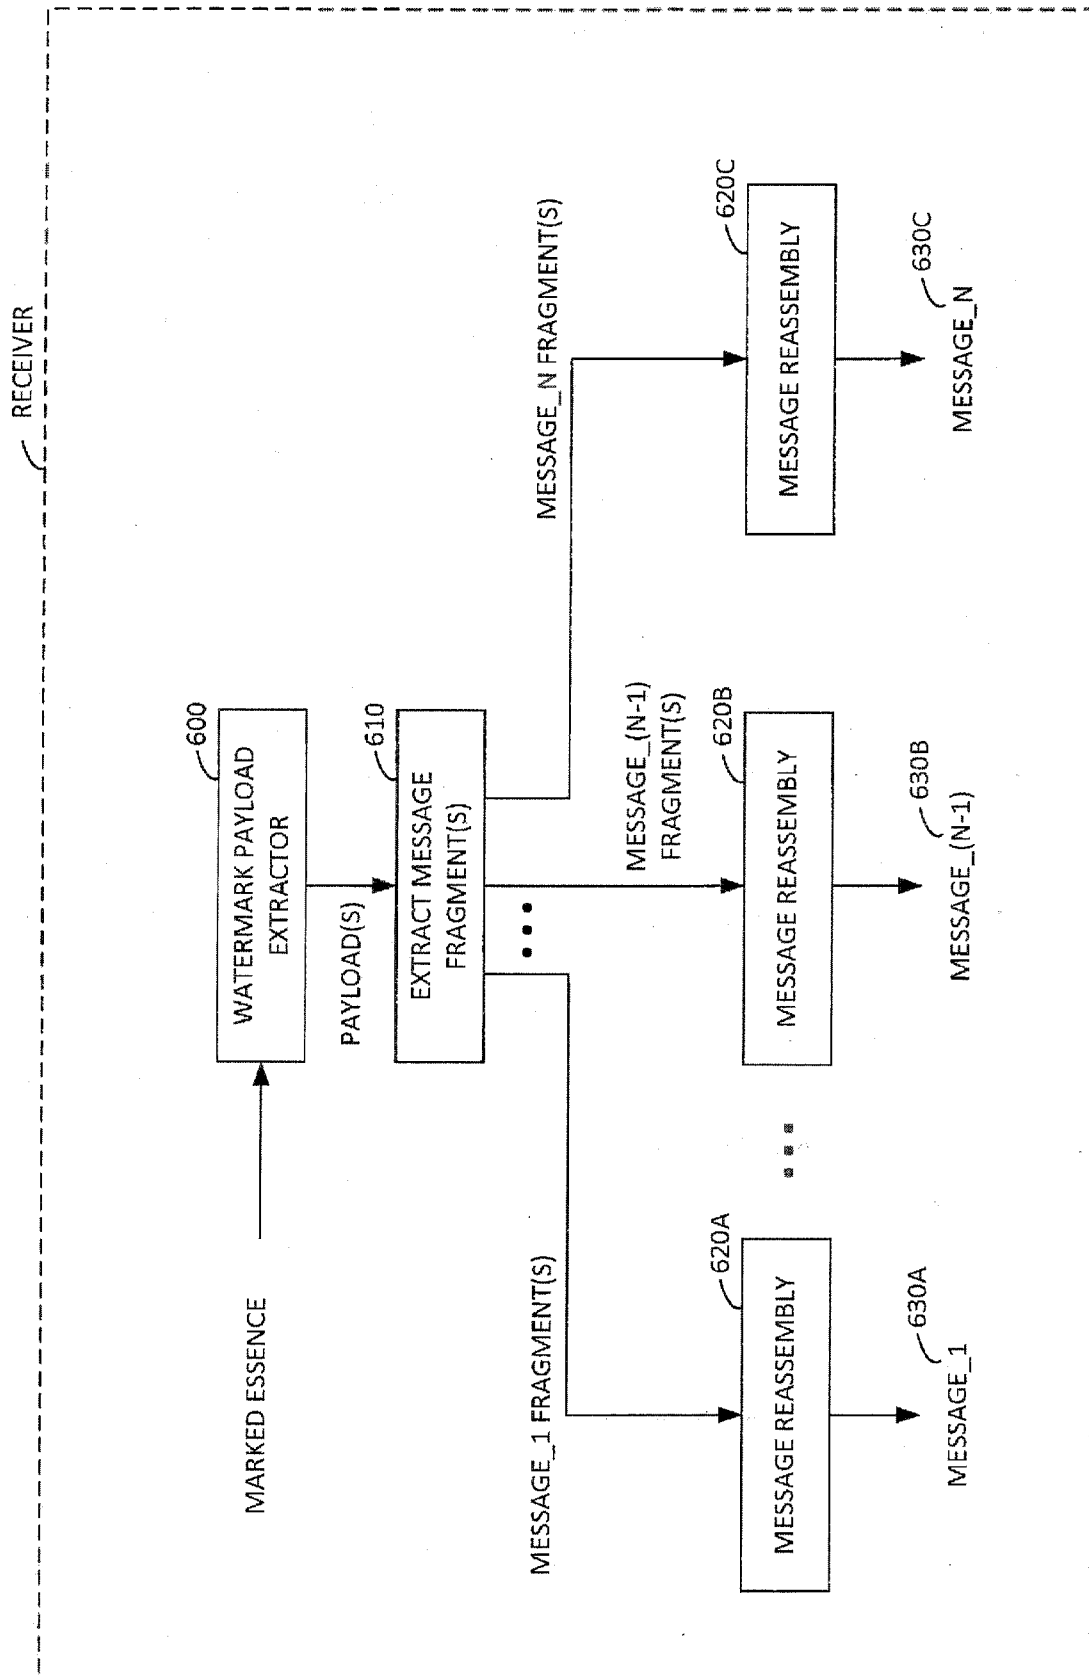 RECEIVER
MARKED ESSENCE
600
WATERMARK PAYLOAD
EXTRACTOR
PAYLOAD(S)
610
EXTRACT MESSAGE
FRAGMENT(S)
MESSAGE_1 FRAGMENT(S)
MESSAGE_(N-1)
FRAGMENT(S)
MESSAGE_N FRAGMENT(S)
620A
MESSAGE REASSEMBLY
620B
MESSAGE REASSEMBLY
620C
MESSAGE REASSEMBLY
630A
MESSAGE_1
630B
MESSAGE_(N-1)
630C
MESSAGE_N